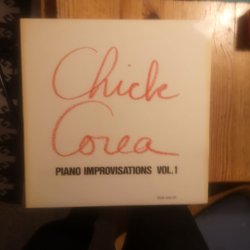 Chick
Corea
PIANO IMPROVISATIONS VOL. 1